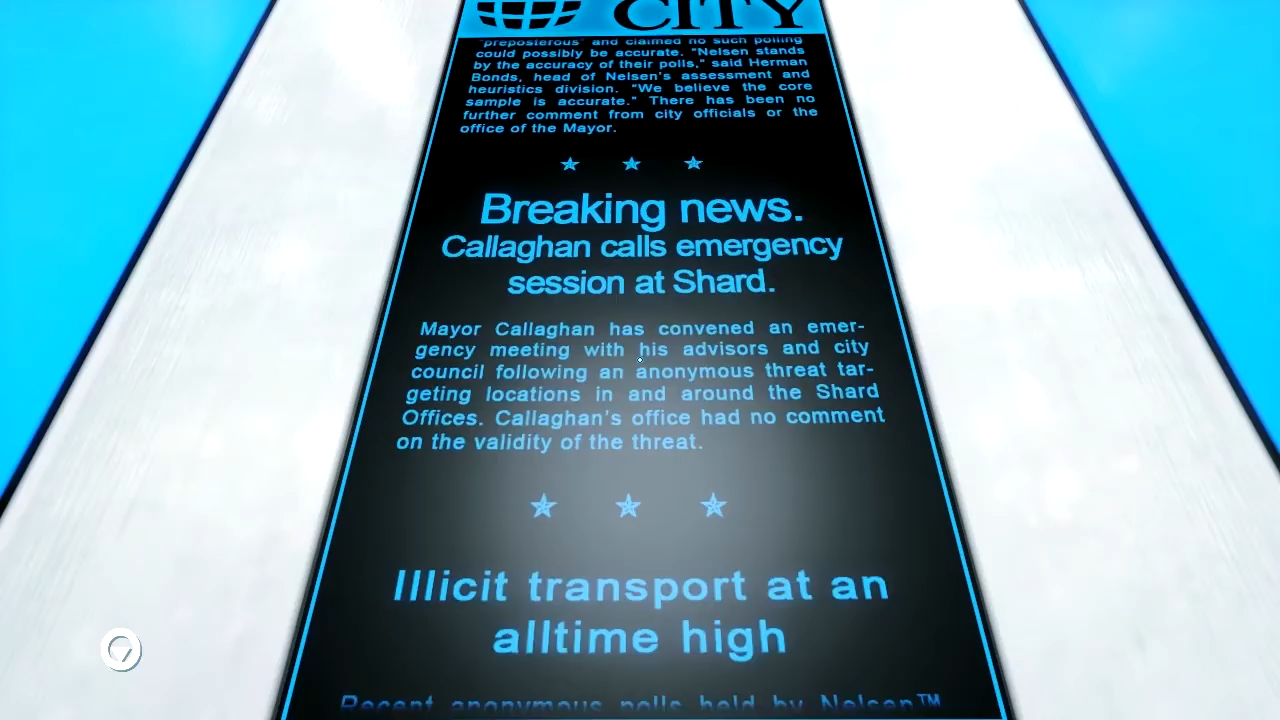 CITY
"preposterous" and claimed no such polling
could possibly be accurate. "Nelsen stands
by the accuracy of their polls," said Herman
Bonds, head of Nelsen's assessment and
heuristics division. "We believe the core
sample is accurate." There has been no
further comment from city officials or the
office of the Mayor.
Breaking news.
Callaghan calls emergency
session at Shard.
Mayor Callaghan has convened an emer-
gency meeting with his advisors and city
council following an anonymous threat tar-
geting locations in and around the Shard
Offices. Callaghan's office had no comment
on the validity of the threat.
Illicit transport at an
alltime high
Recent anonymous polls held by Nelsen™